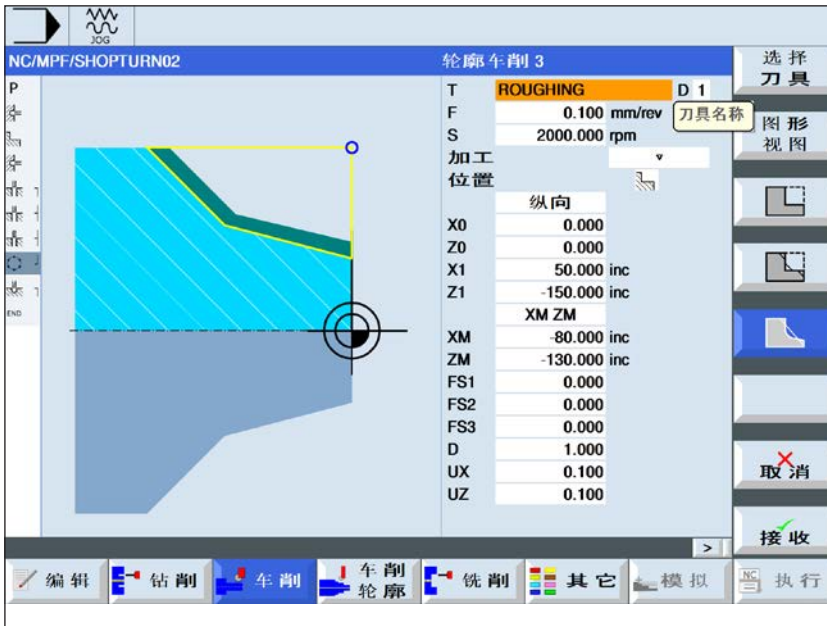 JOG
NC/MPF/SHOPTURN02
轮廓车削 3
P
END
T ROUGHING D 1
F 0.100 mm/rev
刀具名称
S 2000.000 rpm
加工
位置
纵向
X0 0.000
Z0 0.000
X1 50.000 inc
Z1 -150.000 inc
XM ZM
XM -80.000 inc
ZM -130.000 inc
FS1 0.000
FS2 0.000
FS3 0.000
D 1.000
UX 0.100
UZ 0.100
选择
刀具
图形
视图
取消
接收
>
编辑
钻削
车削
车削
轮廓
铣削
其它
模拟
NC
执行